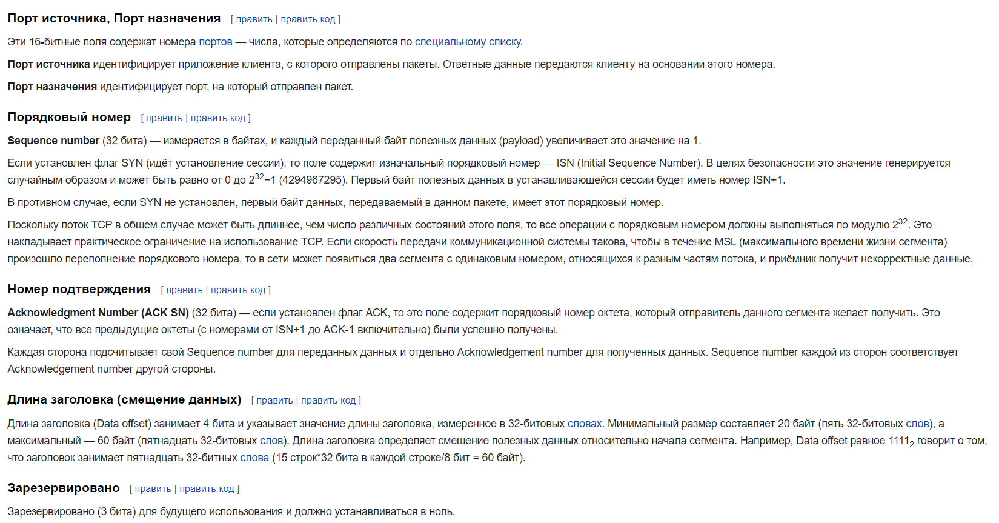 Порт источника, Порт назначения [ править | править код ]
Эти 16-битные поля содержат номера портов — числа, которые определяются по специальному списку.
Порт источника идентифицирует приложение клиента, с которого отправлены пакеты. Ответные данные передаются клиенту на основании этого номера.
Порт назначения идентифицирует порт, на который отправлен пакет.
Порядковый номер [ править | править код ]
Sequence number (32 бита) — измеряется в байтах, и каждый переданный байт полезных данных (payload) увеличивает это значение на 1.
Если установлен флаг SYN (идёт установление сессии), то поле содержит изначальный порядковый номер — ISN (Initial Sequence Number). В целях безопасности это значение генерируется
случайным образом и может быть равно от 0 до 2³²−1 (4294967295). Первый байт полезных данных в устанавливающейся сессии будет иметь номер ISN+1.
В противном случае, если SYN не установлен, первый байт данных, передаваемый в данном пакете, имеет этот порядковый номер.
Поскольку поток TCP в общем случае может быть длиннее, чем число различных состояний этого поля, то все операции с порядковым номером должны выполняться по модулю 2³². Это
накладывает практическое ограничение на использование TCP. Если скорость передачи коммуникационной системы такова, чтобы в течение MSL (максимального времени жизни сегмента)
произошло переполнение порядкового номера, то в сети может появиться два сегмента с одинаковым номером, относящихся к разным частям потока, и приёмник получит некорректные данные.
Номер подтверждения [ править | править код ]
Acknowledgment Number (ACK SN) (32 бита) — если установлен флаг ACK, то это поле содержит порядковый номер октета, который отправитель данного сегмента желает получить. Это
означает, что все предыдущие октеты (с номерами от ISN+1 до ACK-1 включительно) были успешно получены.
Каждая сторона подсчитывает свой Sequence number для переданных данных и отдельно Acknowledgement number для полученных данных. Sequence number каждой из сторон соответствует
Acknowledgement number другой стороны.
Длина заголовка (смещение данных) [ править | править код ]
Длина заголовка (Data offset) занимает 4 бита и указывает значение длины заголовка, измеренное в 32-битовых словах. Минимальный размер составляет 20 байт (пять 32-битовых слов), а
максимальный — 60 байт (пятнадцать 32-битовых слов). Длина заголовка определяет смещение полезных данных относительно начала сегмента. Например, Data offset равное 1111₂ говорит о том,
что заголовок занимает пятнадцать 32-битных слова (15 строк*32 бита в каждой строке/8 бит = 60 байт).
Зарезервировано [ править | править код ]
Зарезервировано (3 бита) для будущего использования и должно устанавливаться в ноль.